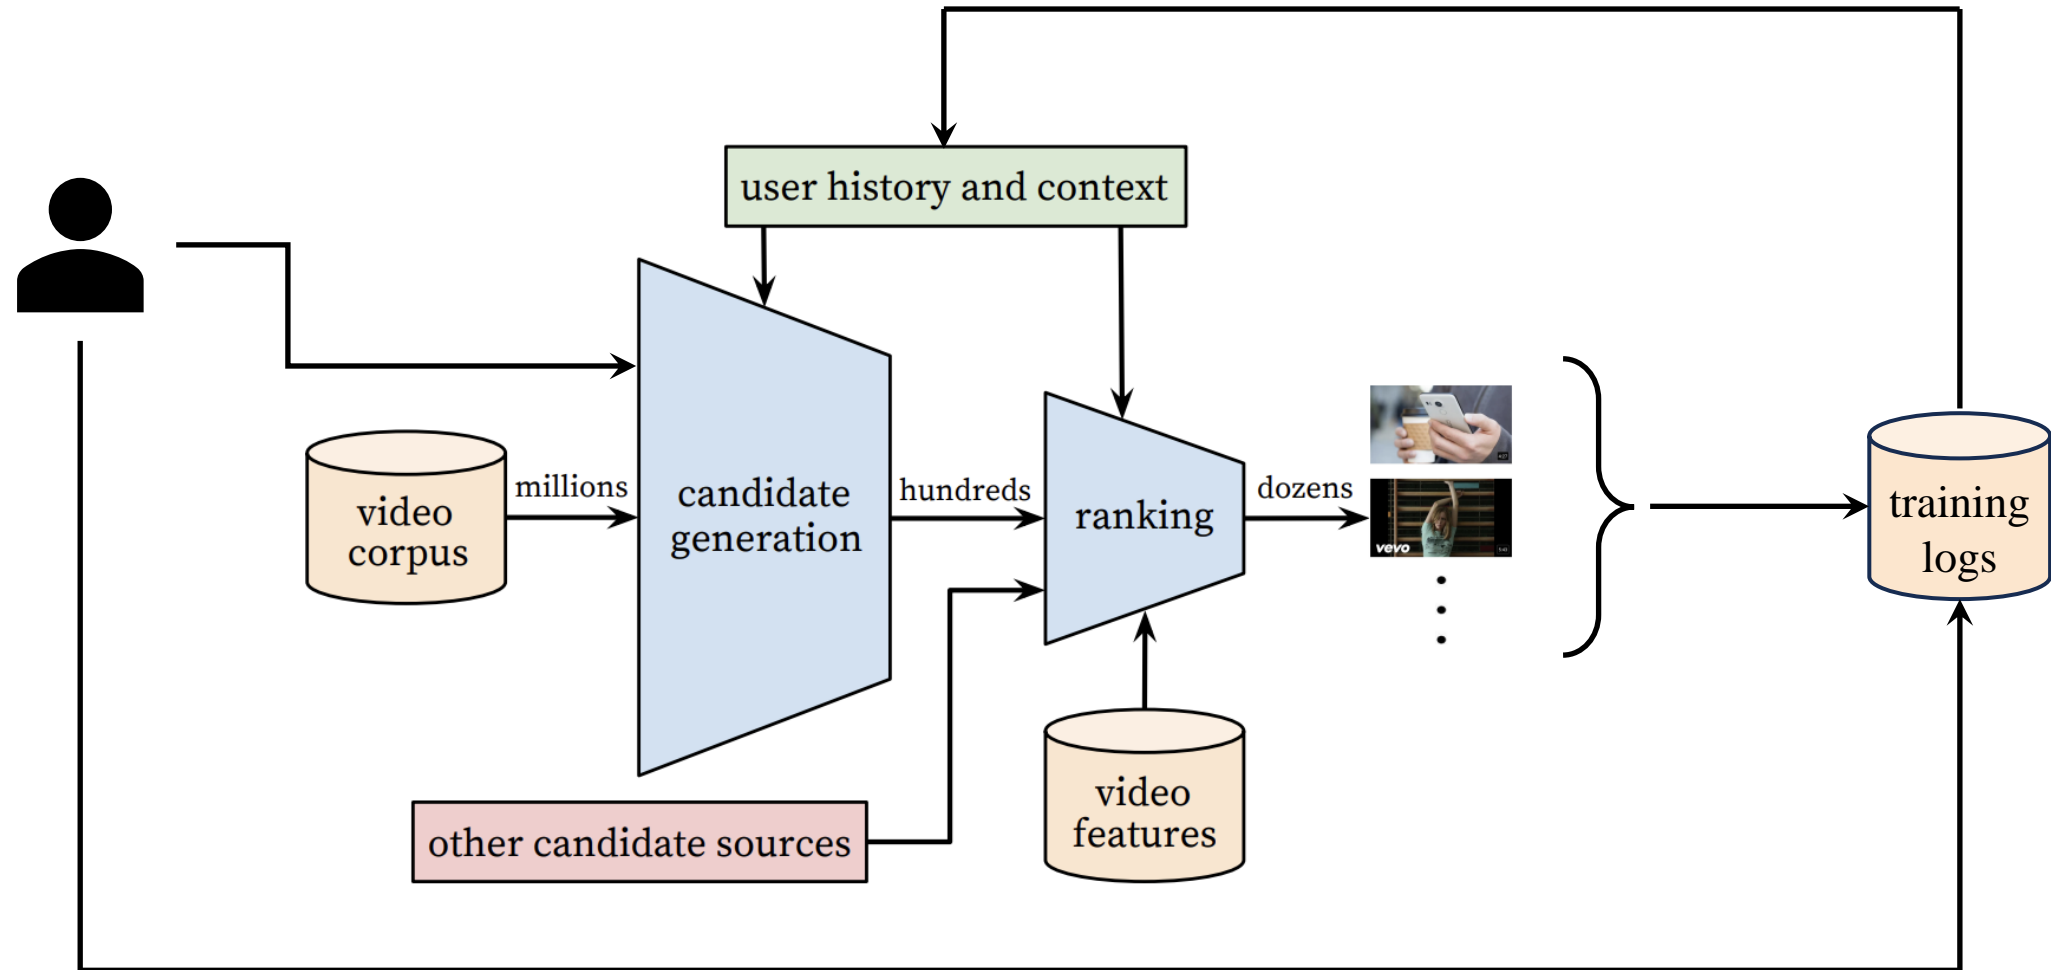 user history and context
video
corpus
millions
candidate
generation
hundreds
ranking
dozens
vevo
training
logs
other candidate sources
video
features